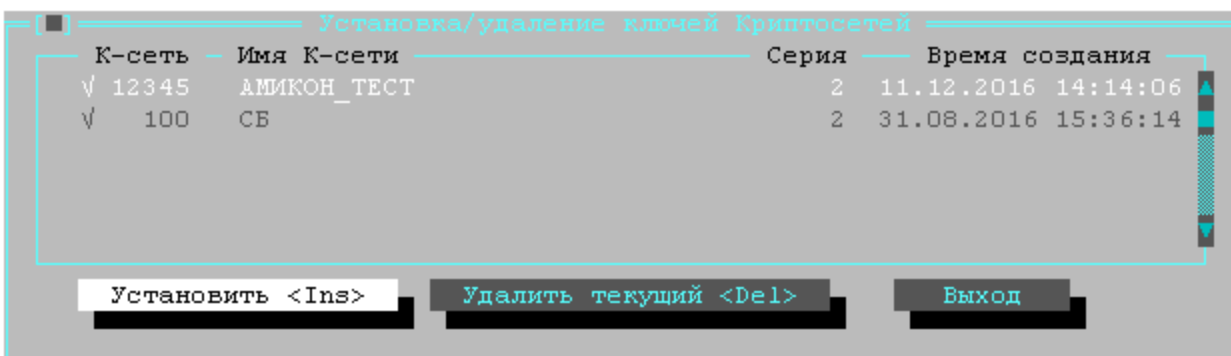 Установка/удаление ключей Криптосетей
К-сеть Имя К-сети Серия Время создания
√ 12345 АМИКОН_ТЕСТ 2 11.12.2016 14:14:06
√ 100 СБ 2 31.08.2016 15:36:14
Установить <Ins> Удалить текущий <Del> Выход